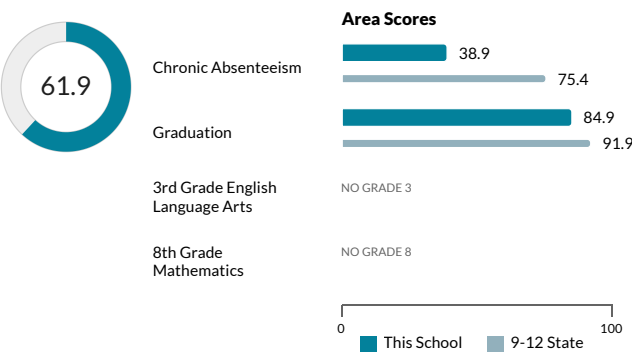 Area Scores
61.9
Chronic Absenteeism
38.9
75.4
Graduation
84.9
91.9
3rd Grade English
Language Arts
NO GRADE 3
8th Grade
Mathematics
NO GRADE 8
0
100
This School
9-12 State